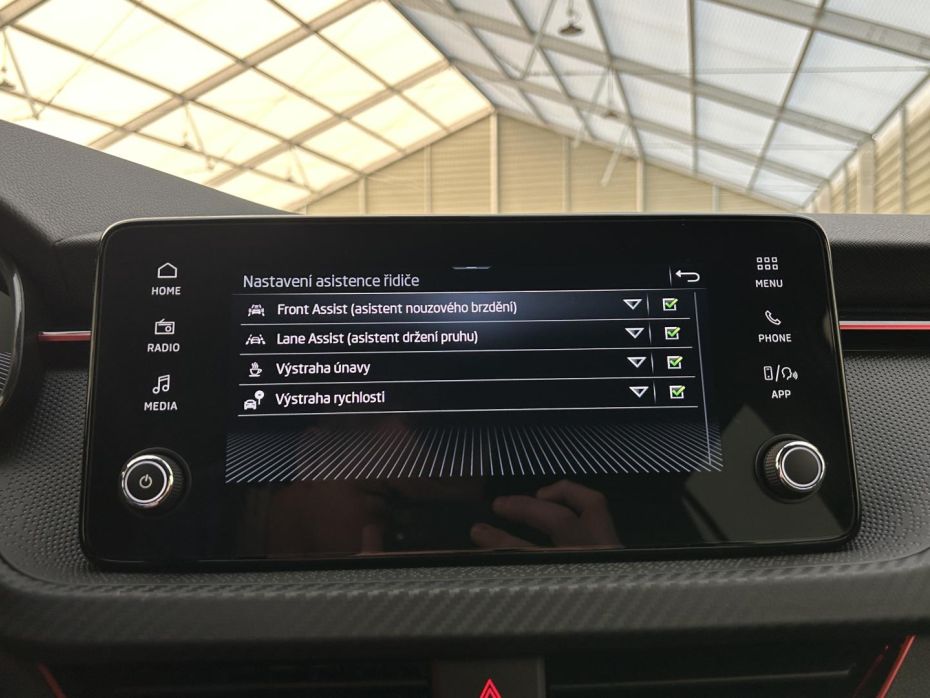 Nastavení asistence řidiče
HOME
Front Assist (asistent nouzového brzdění)
MENU
Lane Assist (asistent držení pruhu)
RADIO
PHONE
Výstraha únavy
Výstraha rychlosti
MEDIA
APP